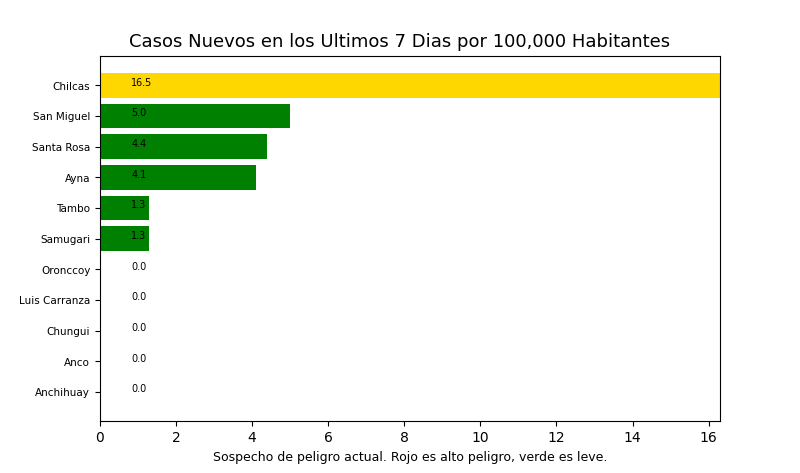 Casos Nuevos en los Ultimos 7 Dias por 100,000 Habitantes
Chilcas 16.5
San Miguel 5.0
Santa Rosa 4.4
Ayna 4.1
Tambo 1.3
Samugari 1.3
Oronccoy 0.0
Luis Carranza 0.0
Chungui 0.0
Anco 0.0
Anchihuay 0.0
0 2 4 6 8 10 12 14 16
Sospecho de peligro actual. Rojo es alto peligro, verde es leve.